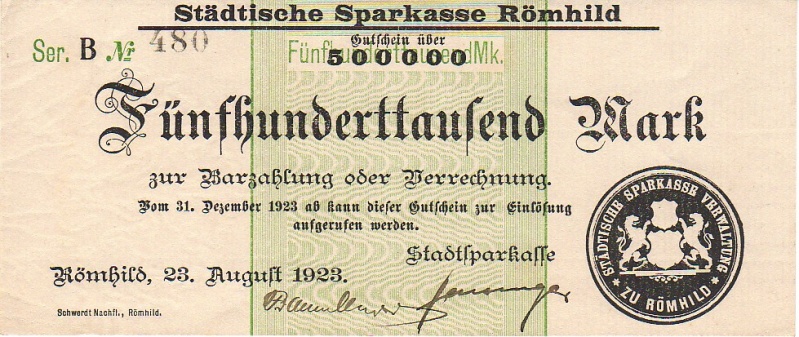 Städtische Sparkasse Römhild
Ser. B № 480
Gutschein über
Fünfhunderttausend Mk.
500000
Fünfhunderttausend Mark
zur Barzahlung oder Verrechnung.
Vom 31. Dezember 1923 ab kann dieser Gutschein zur Einlösung
aufgerufen werden.
Stadtsparkasse
Römhild, 23. August 1923.
Schwerdt Nachfl., Römhild.
STÄDTISCHE SPARKASSE VERWALTUNG
* ZU RÖMHILD *